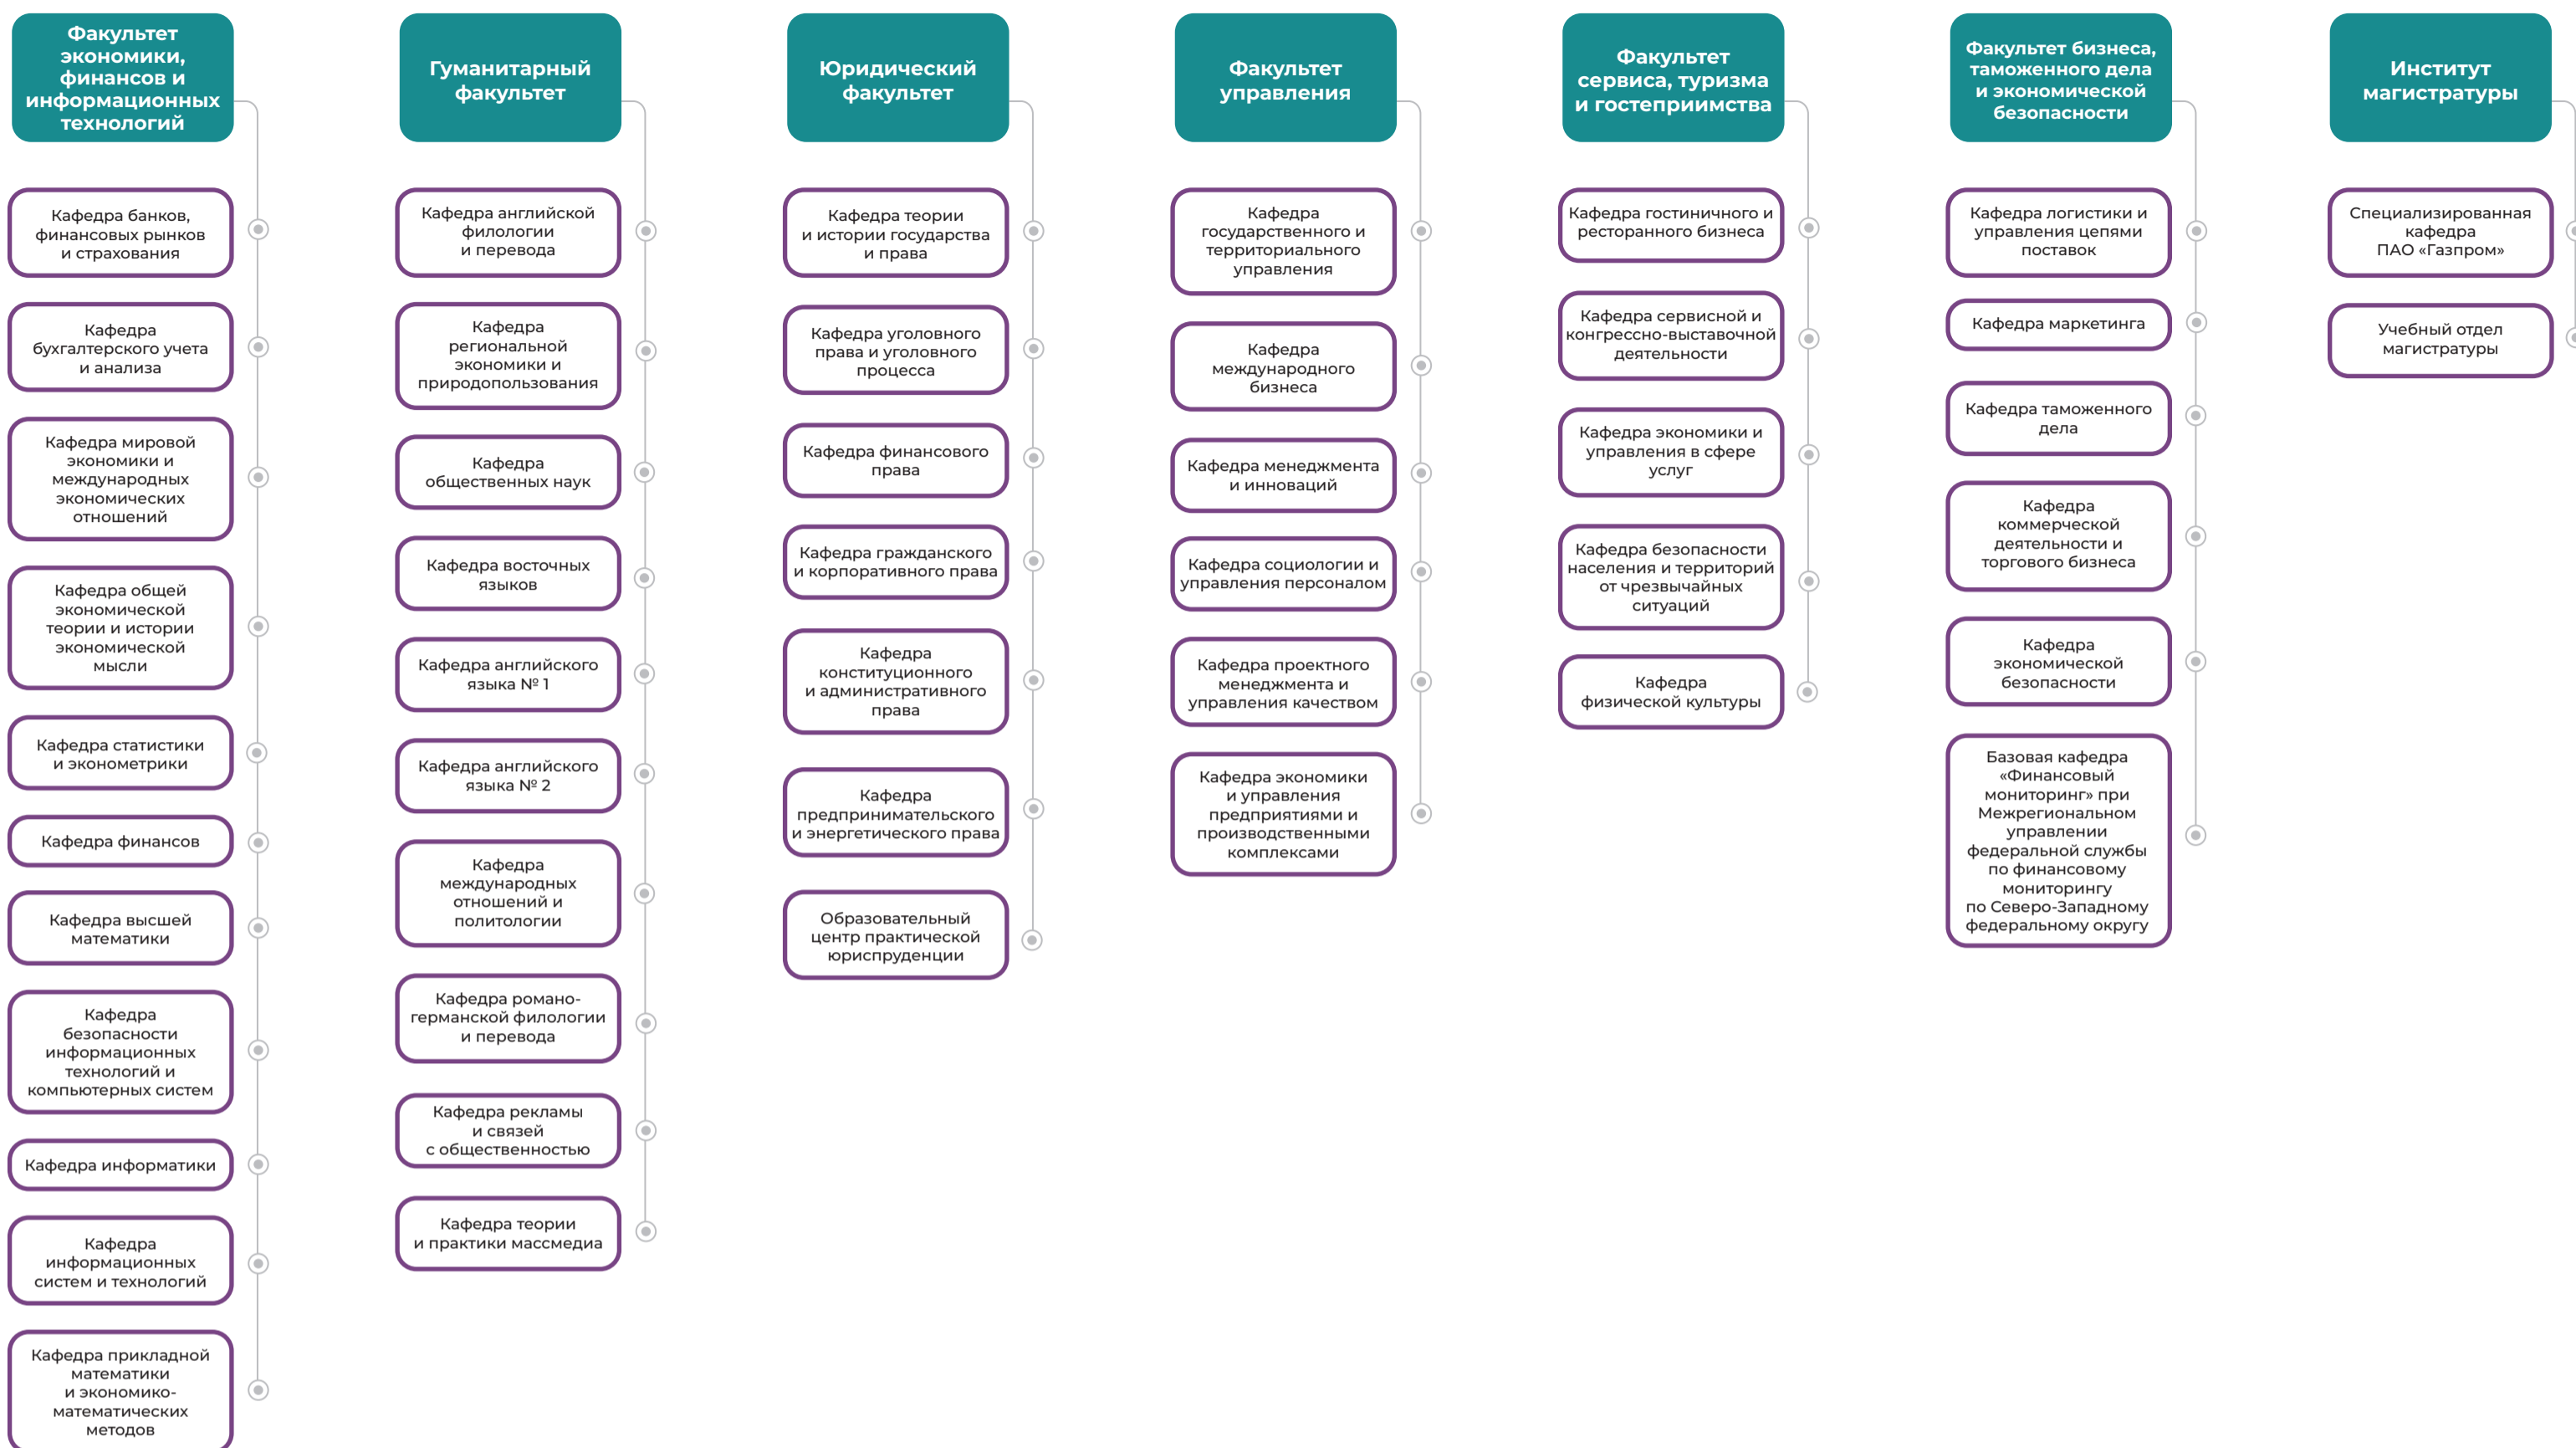 Факультет
экономики,
финансов и
информационных
технологий
Кафедра банков,
финансовых рынков
и страхования
Кафедра
бухгалтерского учета
и анализа
Кафедра мировой
экономики и
международных
экономических
отношений
Кафедра общей
экономической
теории и истории
экономической
мысли
Кафедра статистики
и эконометрики
Кафедра финансов
Кафедра высшей
математики
Кафедра
безопасности
информационных
технологий и
компьютерных систем
Кафедра информатики
Кафедра
информационных
систем и технологий
Кафедра прикладной
математики
и экономико-
математических
методов
Гуманитарный
факультет
Кафедра английской
филологии
и перевода
Кафедра
региональной
экономики и
природопользования
Кафедра
общественных наук
Кафедра восточных
языков
Кафедра английского
языка № 1
Кафедра английского
языка № 2
Кафедра
международных
отношений и
политологии
Кафедра романо-
германской филологии
и перевода
Кафедра рекламы
и связей
с общественностью
Кафедра теории
и практики массмедиа
Юридический
факультет
Кафедра теории
и истории государства
и права
Кафедра уголовного
права и уголовного
процесса
Кафедра финансового
права
Кафедра гражданского
и корпоративного права
Кафедра
конституционного
и административного
права
Кафедра
предпринимательского
и энергетического права
Образовательный
центр практической
юриспруденции
Факультет
управления
Кафедра
государственного и
территориального
управления
Кафедра
международного
бизнеса
Кафедра менеджмента
и инноваций
Кафедра социологии и
управления персоналом
Кафедра проектного
менеджмента и
управления качеством
Кафедра экономики
и управления
предприятиями и
производственными
комплексами
Факультет
сервиса, туризма
и гостеприимства
Кафедра гостиничного и
ресторанного бизнеса
Кафедра сервисной и
конгрессно-выставочной
деятельности
Кафедра экономики и
управления в сфере
услуг
Кафедра безопасности
населения и территорий
от чрезвычайных
ситуаций
Кафедра
физической культуры
Факультет бизнеса,
таможенного дела
и экономической
безопасности
Кафедра логистики и
управления цепями
поставок
Кафедра маркетинга
Кафедра таможенного
дела
Кафедра
коммерческой
деятельности и
торгового бизнеса
Кафедра
экономической
безопасности
Базовая кафедра
«Финансовый
мониторинг» при
Межрегиональном
управлении
федеральной службы
по финансовому
мониторингу
по Северо-Западному
федеральному округу
Институт
магистратуры
Специализированная
кафедра
ПАО «Газпром»
Учебный отдел
магистратуры